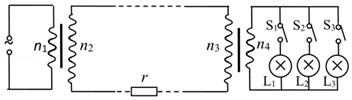 S₁ S₂ S₃
n₁ n₂ n₃ n₄
L₁ L₂ L₃
r